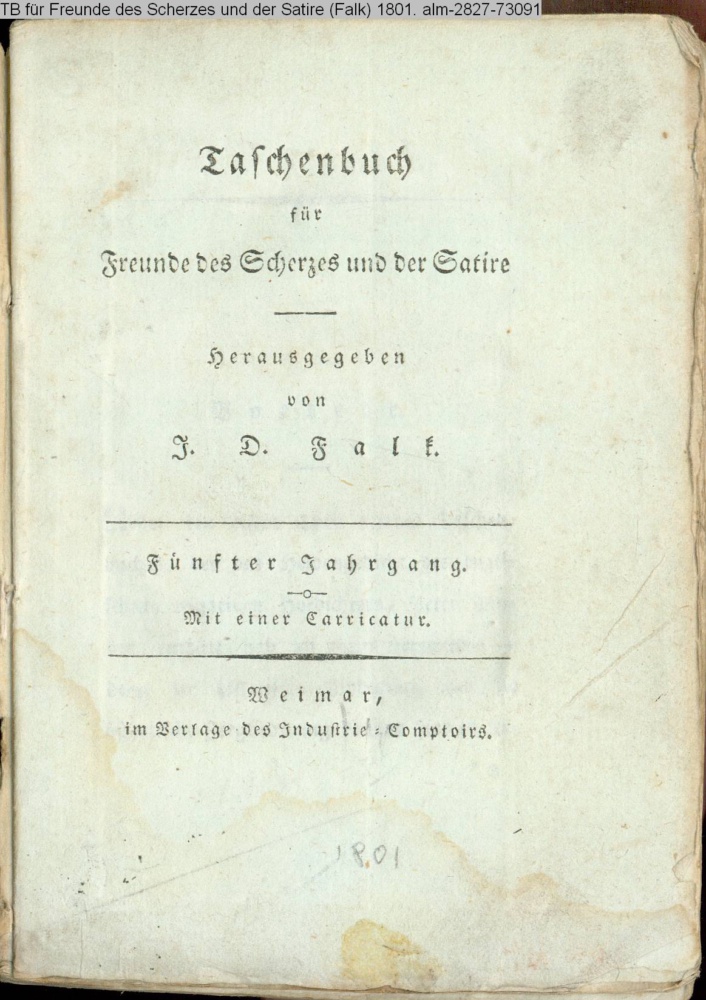 TB für Freunde des Scherzes und der Satire (Falk) 1801. alm-2827-73091
Taſchenbuch
für
Freunde des Scherzes und der Satire
Herausgegeben
von
J. D. Falk.
Fünfter Jahrgang.
Mit einer Carricatur.
Weimar,
im Verlage des Induſtrie-Comptoirs.
1801